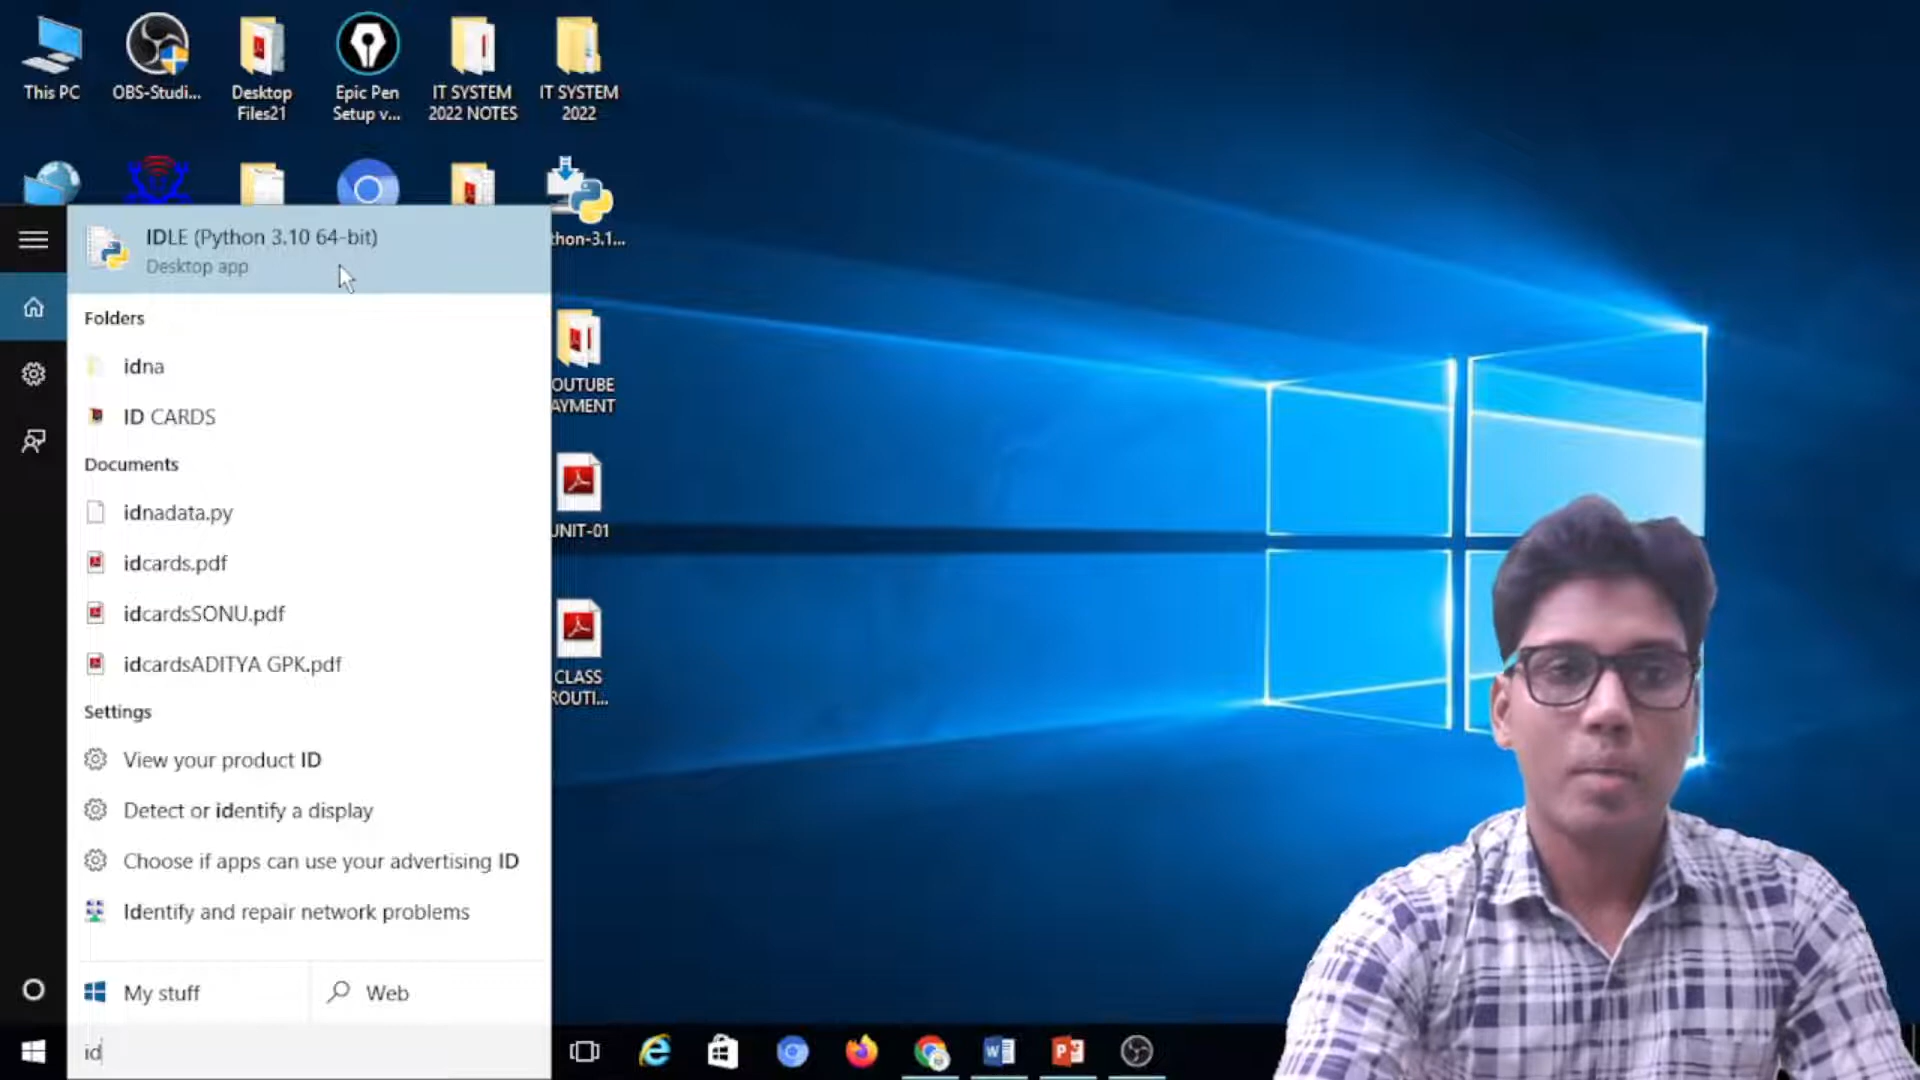 This PC
OBS-Studi...
Desktop
Files21
Epic Pen
Setup v...
IT SYSTEM
2022 NOTES
IT SYSTEM
2022
thon-3.1...
IDLE (Python 3.10 64-bit)
Desktop app
Folders
idna
ID CARDS
Documents
idnadata.py
idcards.pdf
idcardsSONU.pdf
idcardsADITYA GPK.pdf
Settings
View your product ID
Detect or identify a display
Choose if apps can use your advertising ID
Identify and repair network problems
My stuff
Web
id
OUTUBE
AYMENT
UNIT-01
CLASS
ROUTI...